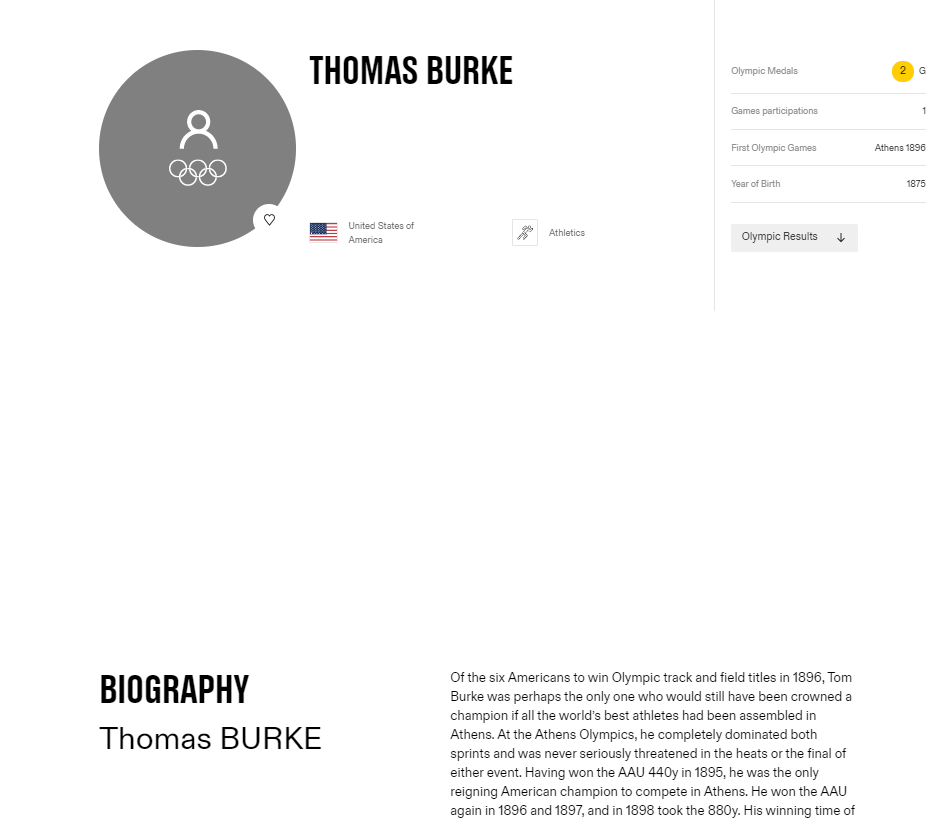 THOMAS BURKE
United States of
America
Athletics
Olympic Medals 2 G
Games participations 1
First Olympic Games Athens 1896
Year of Birth 1875
Olympic Results
BIOGRAPHY
Thomas BURKE
Of the six Americans to win Olympic track and field titles in 1896, Tom
Burke was perhaps the only one who would still have been crowned a
champion if all the world's best athletes had been assembled in
Athens. At the Athens Olympics, he completely dominated both
sprints and was never seriously threatened in the heats or the final of
either event. Having won the AAU 440y in 1895, he was the only
reigning American champion to compete in Athens. He won the AAU
again in 1896 and 1897, and in 1898 took the 880y. His winning time of